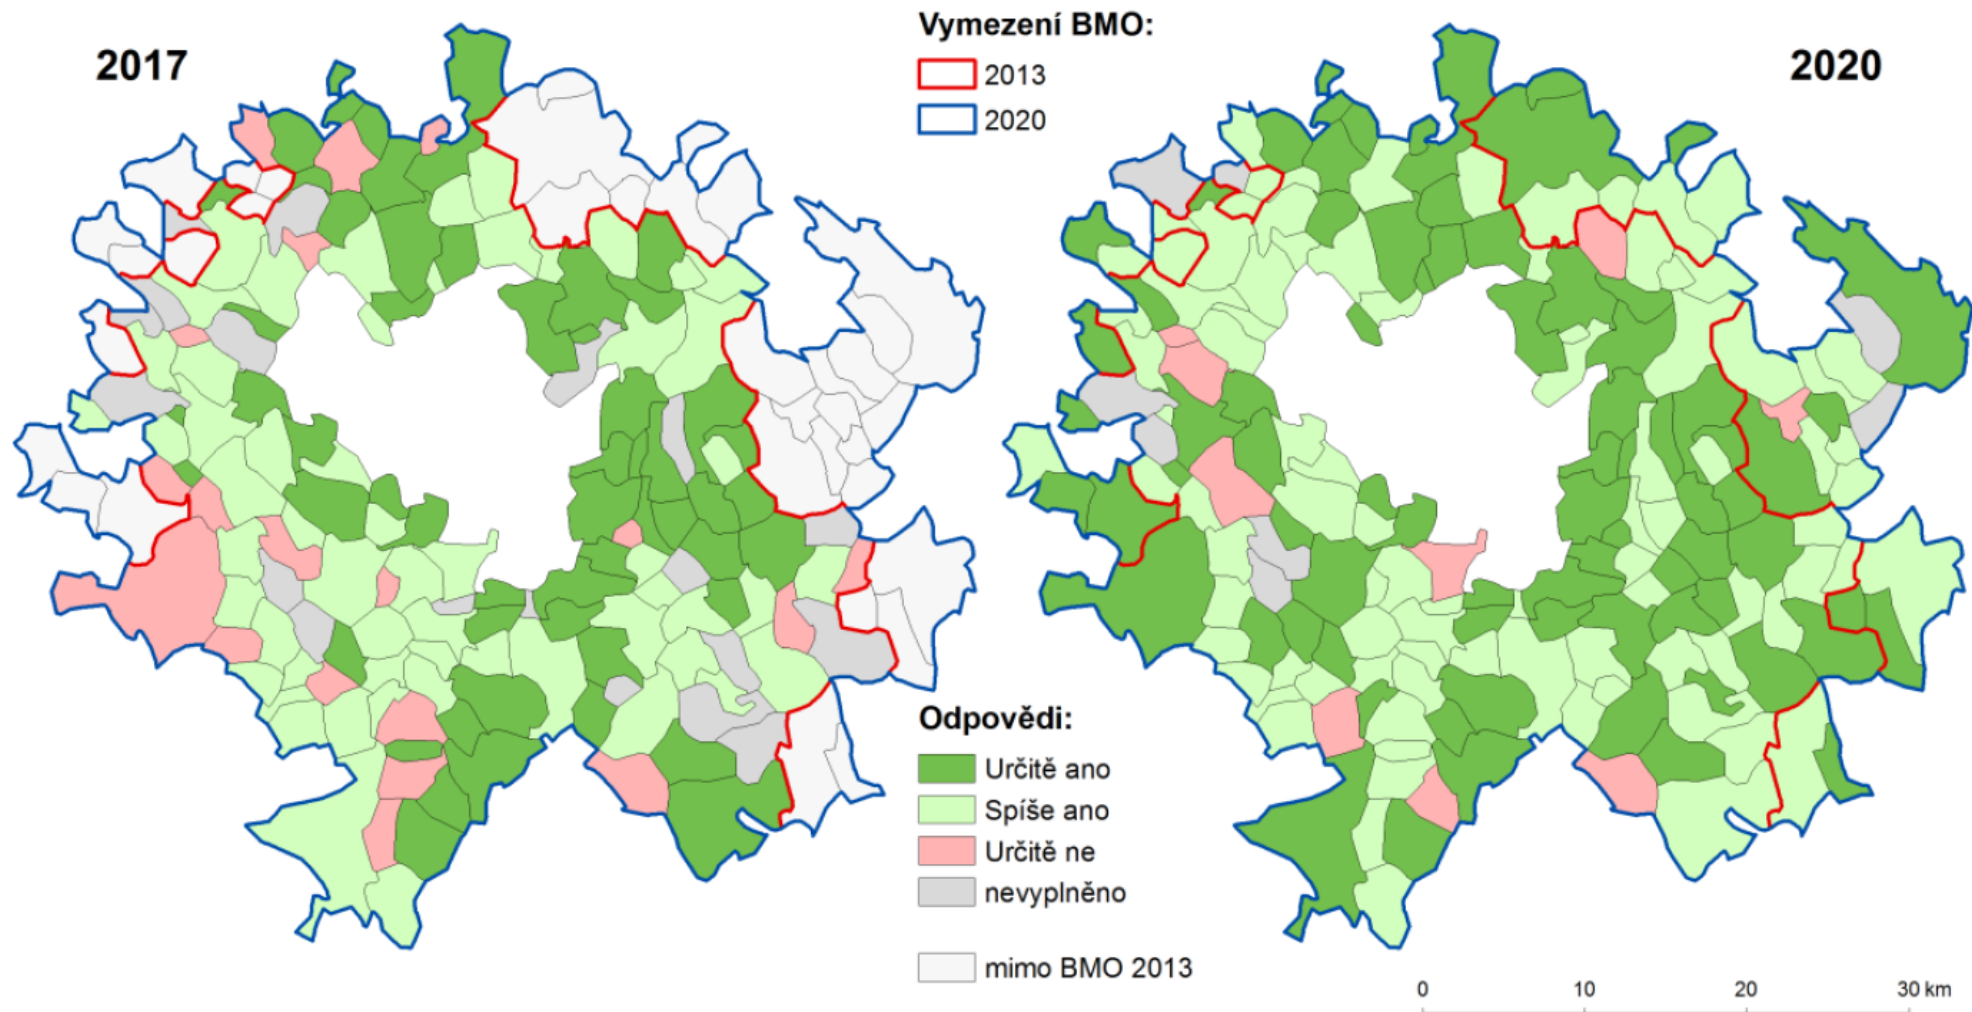 2017
Vymezení BMO:
2013
2020
2020
Odpovědi:
Určitě ano
Spíše ano
Určitě ne
nevyplněno
mimo BMO 2013
0 10 20 30 km